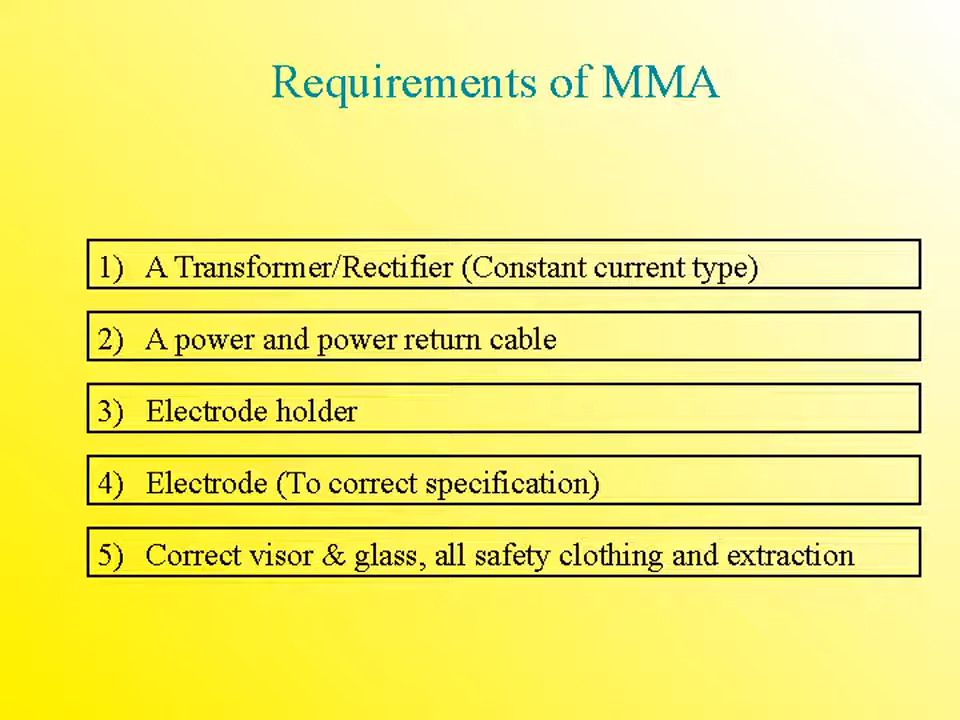 Requirements of MMA
1) A Transformer/Rectifier (Constant current type)
2) A power and power return cable
3) Electrode holder
4) Electrode (To correct specification)
5) Correct visor & glass, all safety clothing and extraction